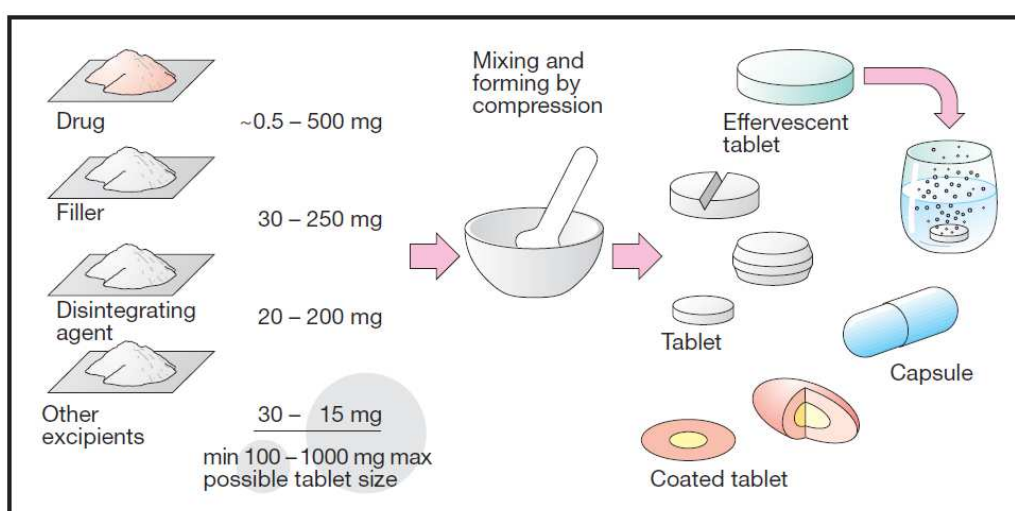 Drug
~0.5 – 500 mg
Filler
30 – 250 mg
Disintegrating
agent
20 – 200 mg
Other
excipients
30 – 15 mg
min 100 – 1000 mg max
possible tablet size
Mixing and
forming by
compression
Effervescent
tablet
Tablet
Capsule
Coated tablet